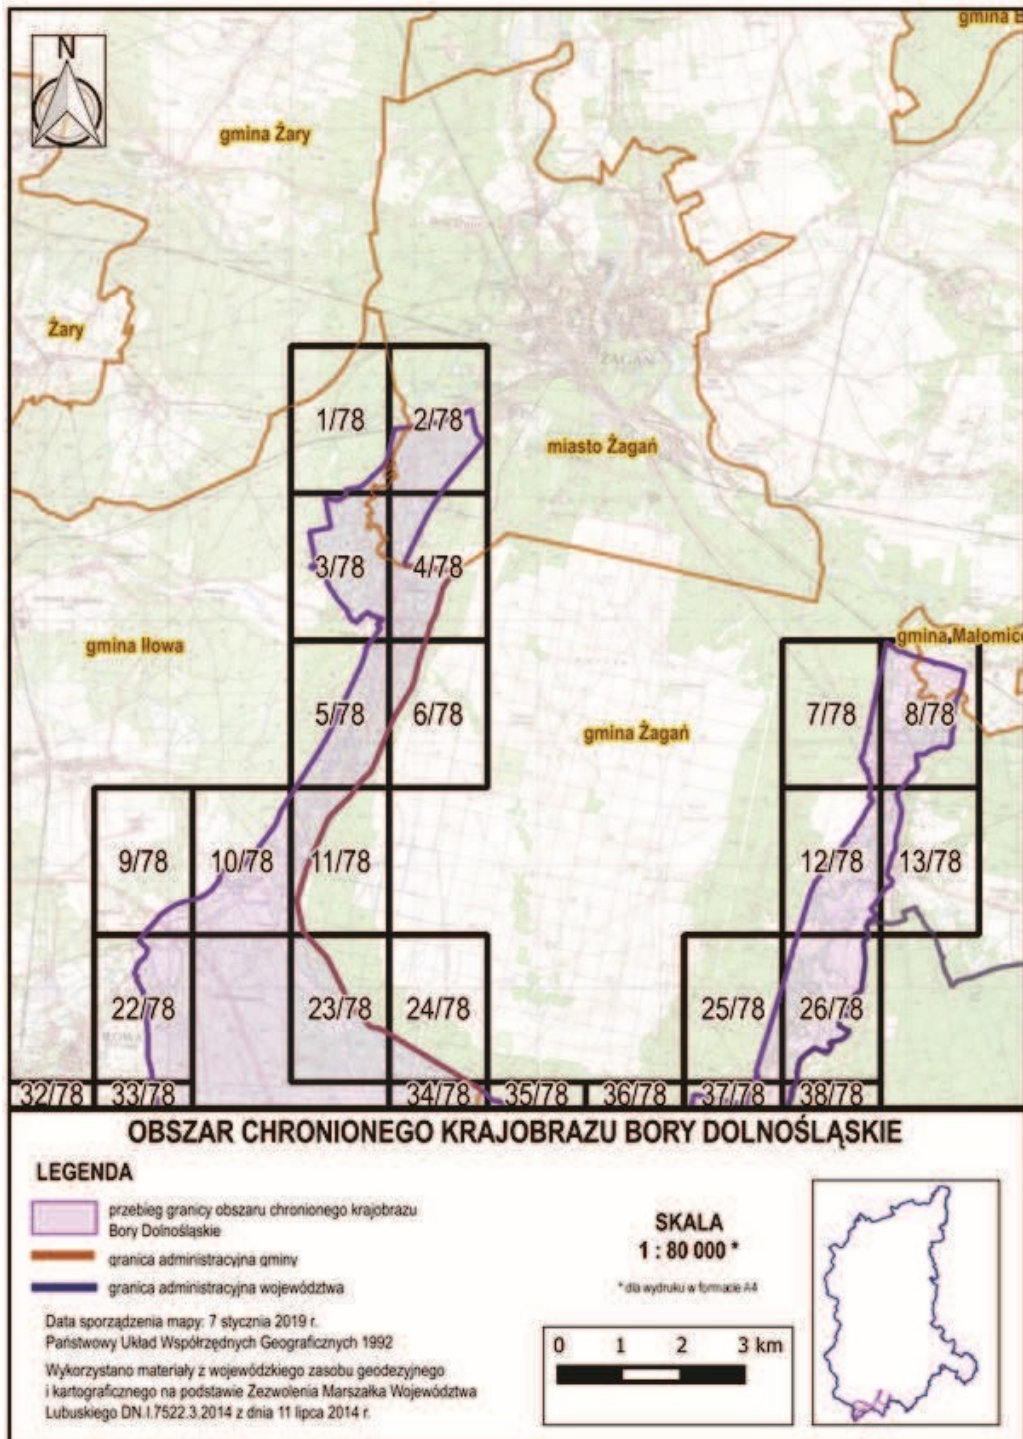 gmina B
N
gmina Żary
Żary
ŻAGAŃ
1/78
2/78
miasto Żagań
3/78
4/78
gmina Iłowa
gmina Małomice
5/78
6/78
gmina Żagań
7/78
8/78
9/78
10/78
11/78
12/78
13/78
22/78
23/78
24/78
25/78
26/78
32/78
33/78
34/78
35/78
36/78
37/78
38/78
OBSZAR CHRONIONEGO KRAJOBRAZU BORY DOLNOŚLĄSKIE
LEGENDA
przebieg granicy obszaru chronionego krajobrazu
Bory Dolnośląskie
granica administracyjna gminy
granica administracyjna województwa
Data sporządzenia mapy: 7 stycznia 2019 r.
Państwowy Układ Współrzędnych Geograficznych 1992
Wykorzystano materiały z wojewódzkiego zasobu geodezyjnego
i kartograficznego na podstawie Zezwolenia Marszałka Województwa
Lubuskiego DN.I.7522.3.2014 z dnia 11 lipca 2014 r.
SKALA
1 : 80 000 *
* dla wydruku w formacie A4
0 1 2 3 km